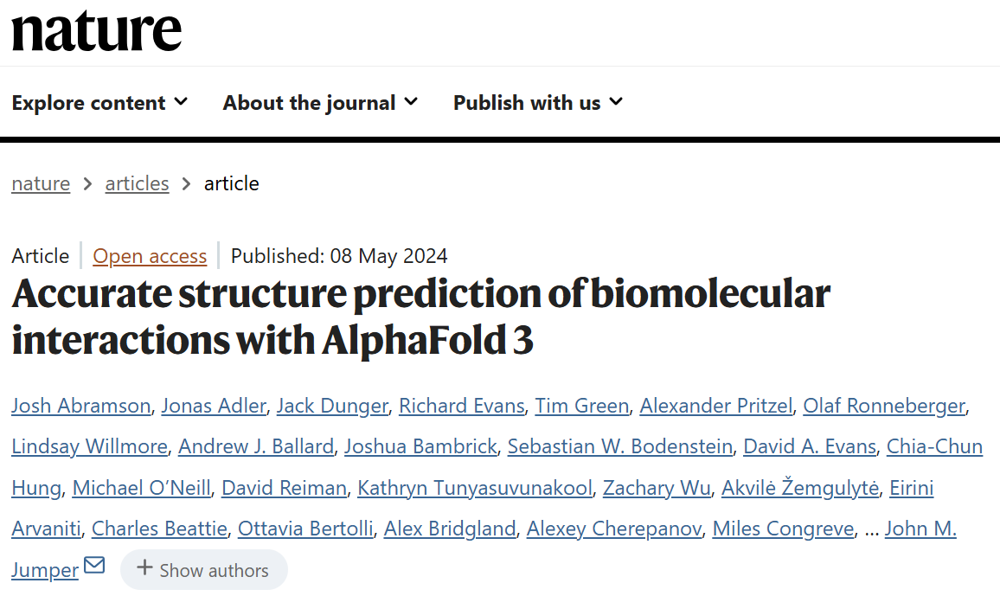 nature
Explore content About the journal Publish with us
nature > articles > article
Article Open access Published: 08 May 2024
Accurate structure prediction of biomolecular
interactions with AlphaFold 3
Josh Abramson, Jonas Adler, Jack Dunger, Richard Evans, Tim Green, Alexander Pritzel, Olaf Ronneberger,
Lindsay Willmore, Andrew J. Ballard, Joshua Bambrick, Sebastian W. Bodenstein, David A. Evans, Chia-Chun
Hung, Michael O’Neill, David Reiman, Kathryn Tunyasuvunakool, Zachary Wu, Akvilė Žemgulytė, Eirini
Arvaniti, Charles Beattie, Ottavia Bertolli, Alex Bridgland, Alexey Cherepanov, Miles Congreve, … John M.
Jumper + Show authors